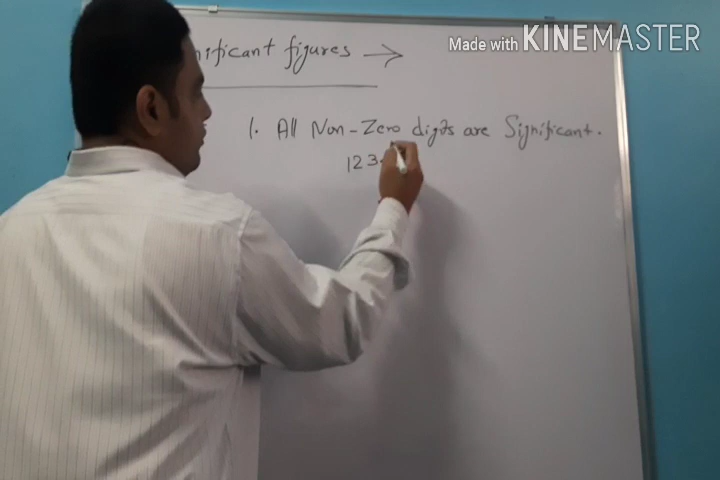 Made with KINEMASTER
nificant figures →
1. All Non-Zero digits are Significant.
123